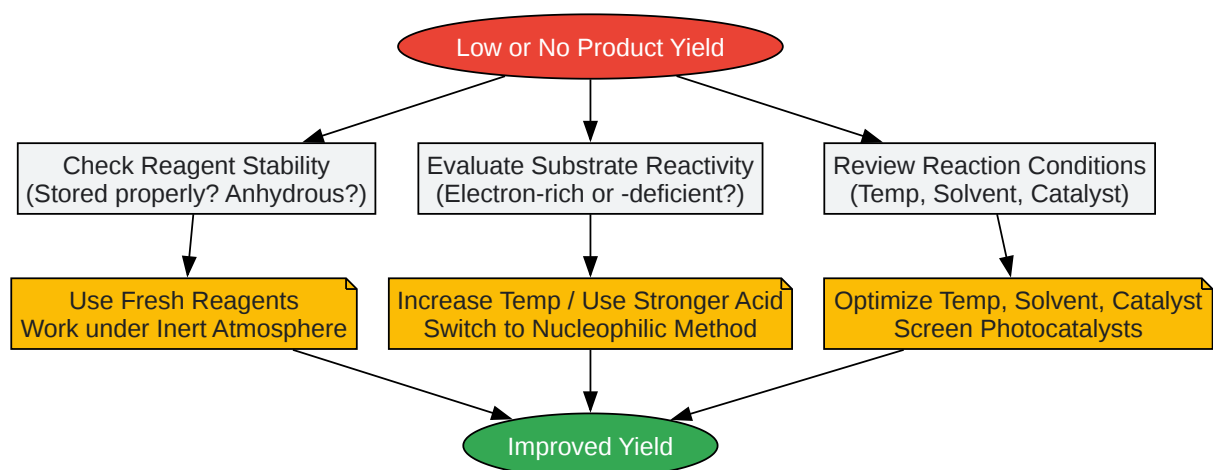 Low or No Product Yield
Check Reagent Stability
(Stored properly? Anhydrous?)
Evaluate Substrate Reactivity
(Electron-rich or -deficient?)
Review Reaction Conditions
(Temp, Solvent, Catalyst)
Use Fresh Reagents
Work under Inert Atmosphere
Increase Temp / Use Stronger Acid
Switch to Nucleophilic Method
Optimize Temp, Solvent, Catalyst
Screen Photocatalysts
Improved Yield